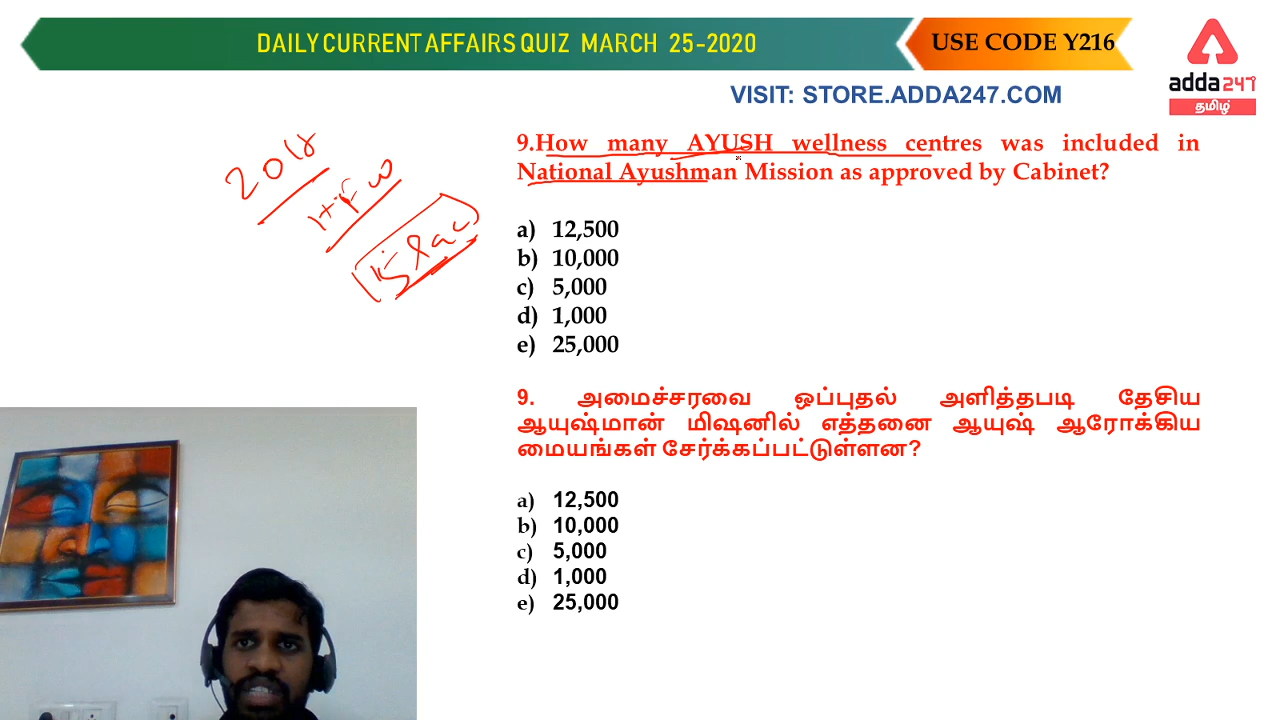 DAILY CURRENT AFFAIRS QUIZ MARCH 25-2020
USE CODE Y216
adda247
தமிழ்
VISIT: STORE.ADDA247.COM
9.How many AYUSH wellness centres was included in
National Ayushman Mission as approved by Cabinet?
a) 12,500
b) 10,000
c) 5,000
d) 1,000
e) 25,000
2018
9. அமைச்சரவை ஒப்புதல் அளித்தபடி தேசிய
ஆயுஷ்மான் மிஷனில் எத்தனை ஆயுஷ் ஆரோக்கிய
மையங்கள் சேர்க்கப்பட்டுள்ளன?
a) 12,500
b) 10,000
c) 5,000
d) 1,000
e) 25,000